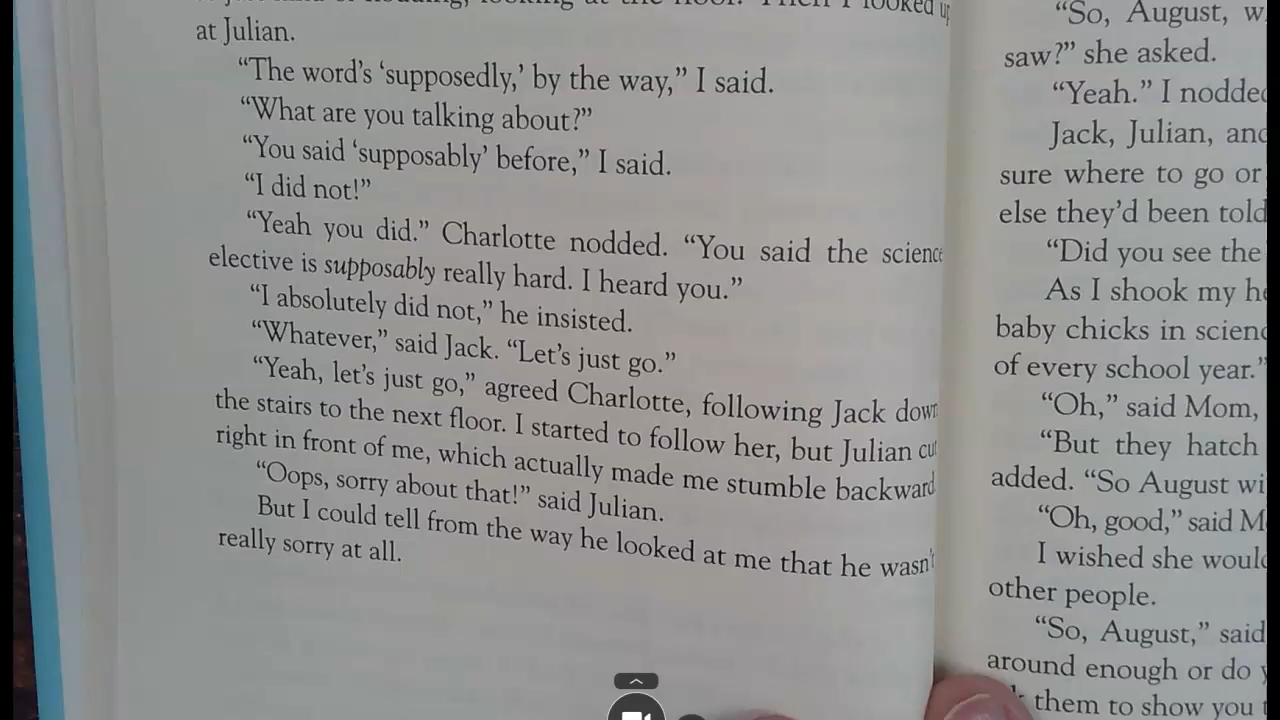 at Julian.
“The word’s ‘supposedly,’ by the way,” I said.
“What are you talking about?”
“You said ‘supposably’ before,” I said.
“I did not!”
“Yeah you did.” Charlotte nodded. “You said the science
elective is supposably really hard. I heard you.”
“I absolutely did not,” he insisted.
“Whatever,” said Jack. “Let’s just go.”
“Yeah, let’s just go,” agreed Charlotte, following Jack down
the stairs to the next floor. I started to follow her, but Julian cut
right in front of me, which actually made me stumble backward
“Oops, sorry about that!” said Julian.
But I could tell from the way he looked at me that he wasn’t
really sorry at all.
“So, August, w
saw?” she asked.
“Yeah.” I nodded
Jack, Julian, and
sure where to go or
else they’d been told
“Did you see the
As I shook my he
baby chicks in scienc
of every school year.”
“Oh,” said Mom,
“But they hatch
added. “So August wi
“Oh, good,” said M
I wished she would
other people.
“So, August,” said
around enough or do y
them to show you t